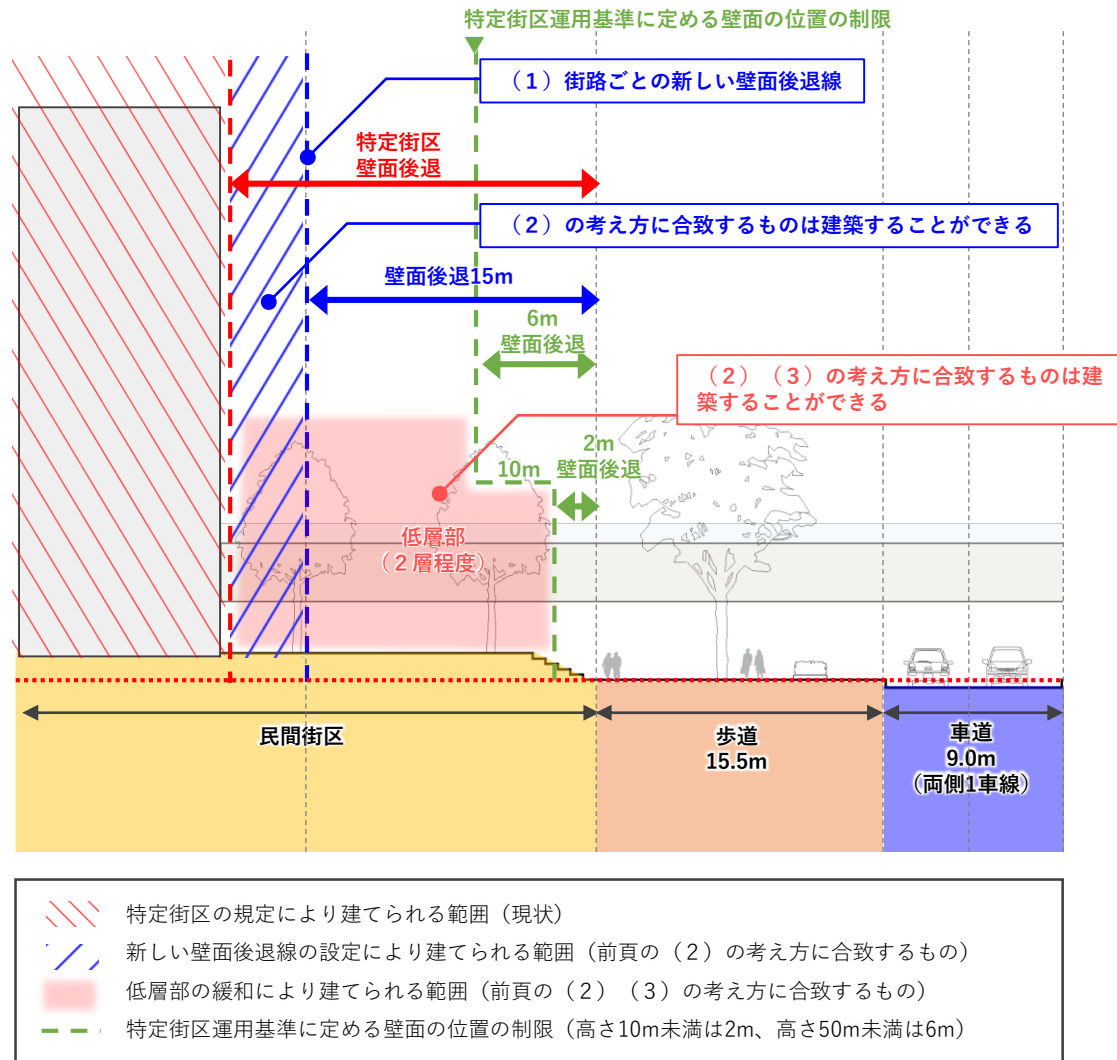 特定街区運用基準に定める壁面の位置の制限
（１）街路ごとの新しい壁面後退線
特定街区
壁面後退
（２）の考え方に合致するものは建築することができる
壁面後退15m
6m
壁面後退
（２）（３）の考え方に合致するものは建
築することができる
2m
壁面後退
10m
低層部
（２層程度）
民間街区
歩道
15.5m
車道
9.0m
（両側1車線）
特定街区の規定により建てられる範囲（現状）
新しい壁面後退線の設定により建てられる範囲（前頁の（２）の考え方に合致するもの）
低層部の緩和により建てられる範囲（前頁の（２）（３）の考え方に合致するもの）
特定街区運用基準に定める壁面の位置の制限（高さ10m未満は2m、高さ50m未満は6m）